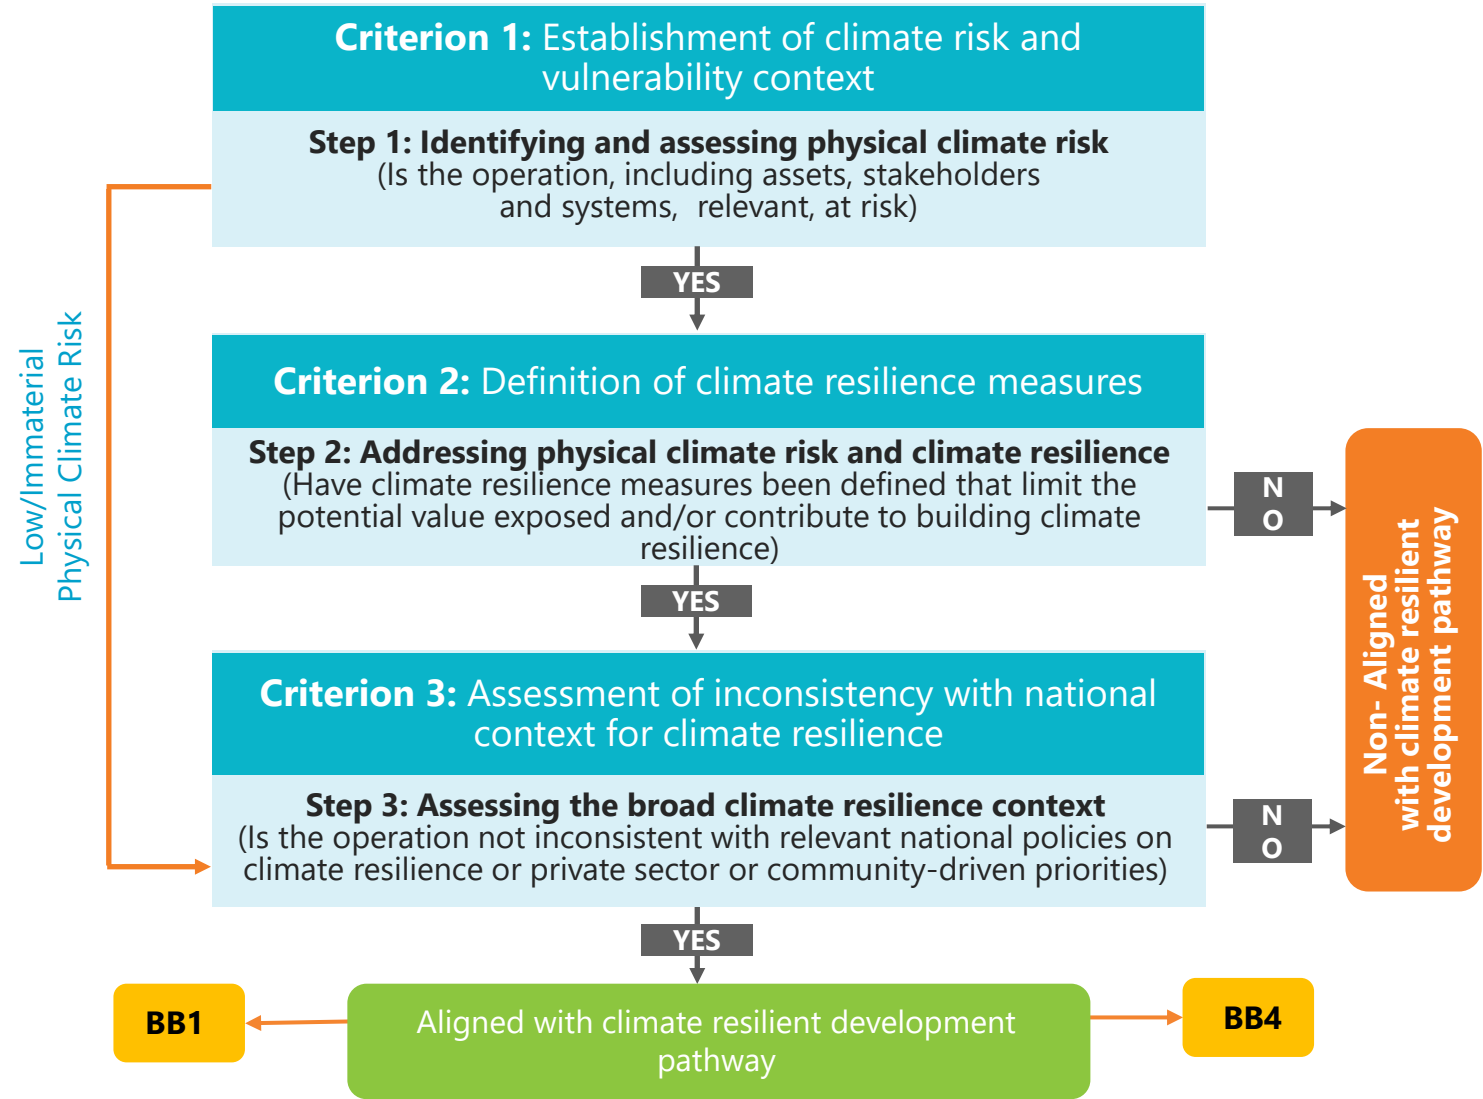 Criterion 1: Establishment of climate risk and
vulnerability context
Step 1: Identifying and assessing physical climate risk
(Is the operation, including assets, stakeholders
and systems, relevant, at risk)
YES
Low/Immaterial
Physical Climate Risk
Criterion 2: Definition of climate resilience measures
Step 2: Addressing physical climate risk and climate resilience
(Have climate resilience measures been defined that limit the
potential value exposed and/or contribute to building climate
resilience)
N
O
YES
Non- Aligned
with climate resilient
development pathway
Criterion 3: Assessment of inconsistency with national
context for climate resilience
Step 3: Assessing the broad climate resilience context
(Is the operation not inconsistent with relevant national policies on
climate resilience or private sector or community-driven priorities)
N
O
YES
BB1
Aligned with climate resilient development
pathway
BB4